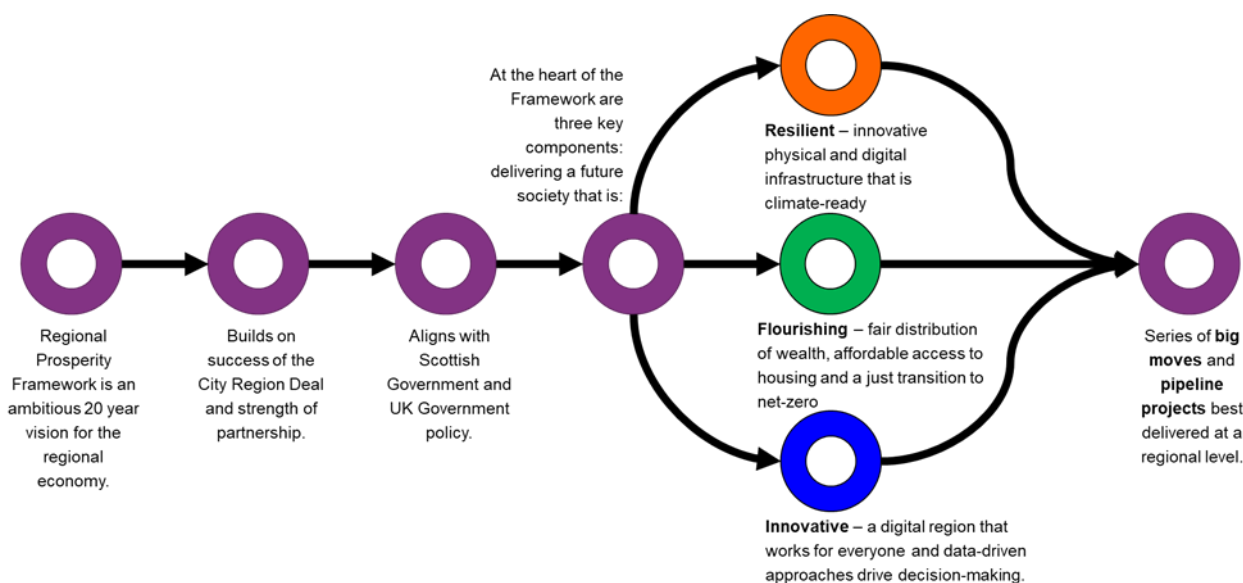 Regional
Prosperity
Framework is an
ambitious 20 year
vision for the
regional
economy.
Builds on
success of the
City Region Deal
and strength of
partnership.
Aligns with
Scottish
Government and
UK Government
policy.
At the heart of the
Framework are
three key
components:
delivering a future
society that is:
Resilient – innovative
physical and digital
infrastructure that is
climate-ready
Flourishing – fair distribution
of wealth, affordable access to
housing and a just transition to
net-zero
Innovative – a digital region that
works for everyone and data-driven
approaches drive decision-making.
Series of big
moves and
pipeline
projects best
delivered at a
regional level.